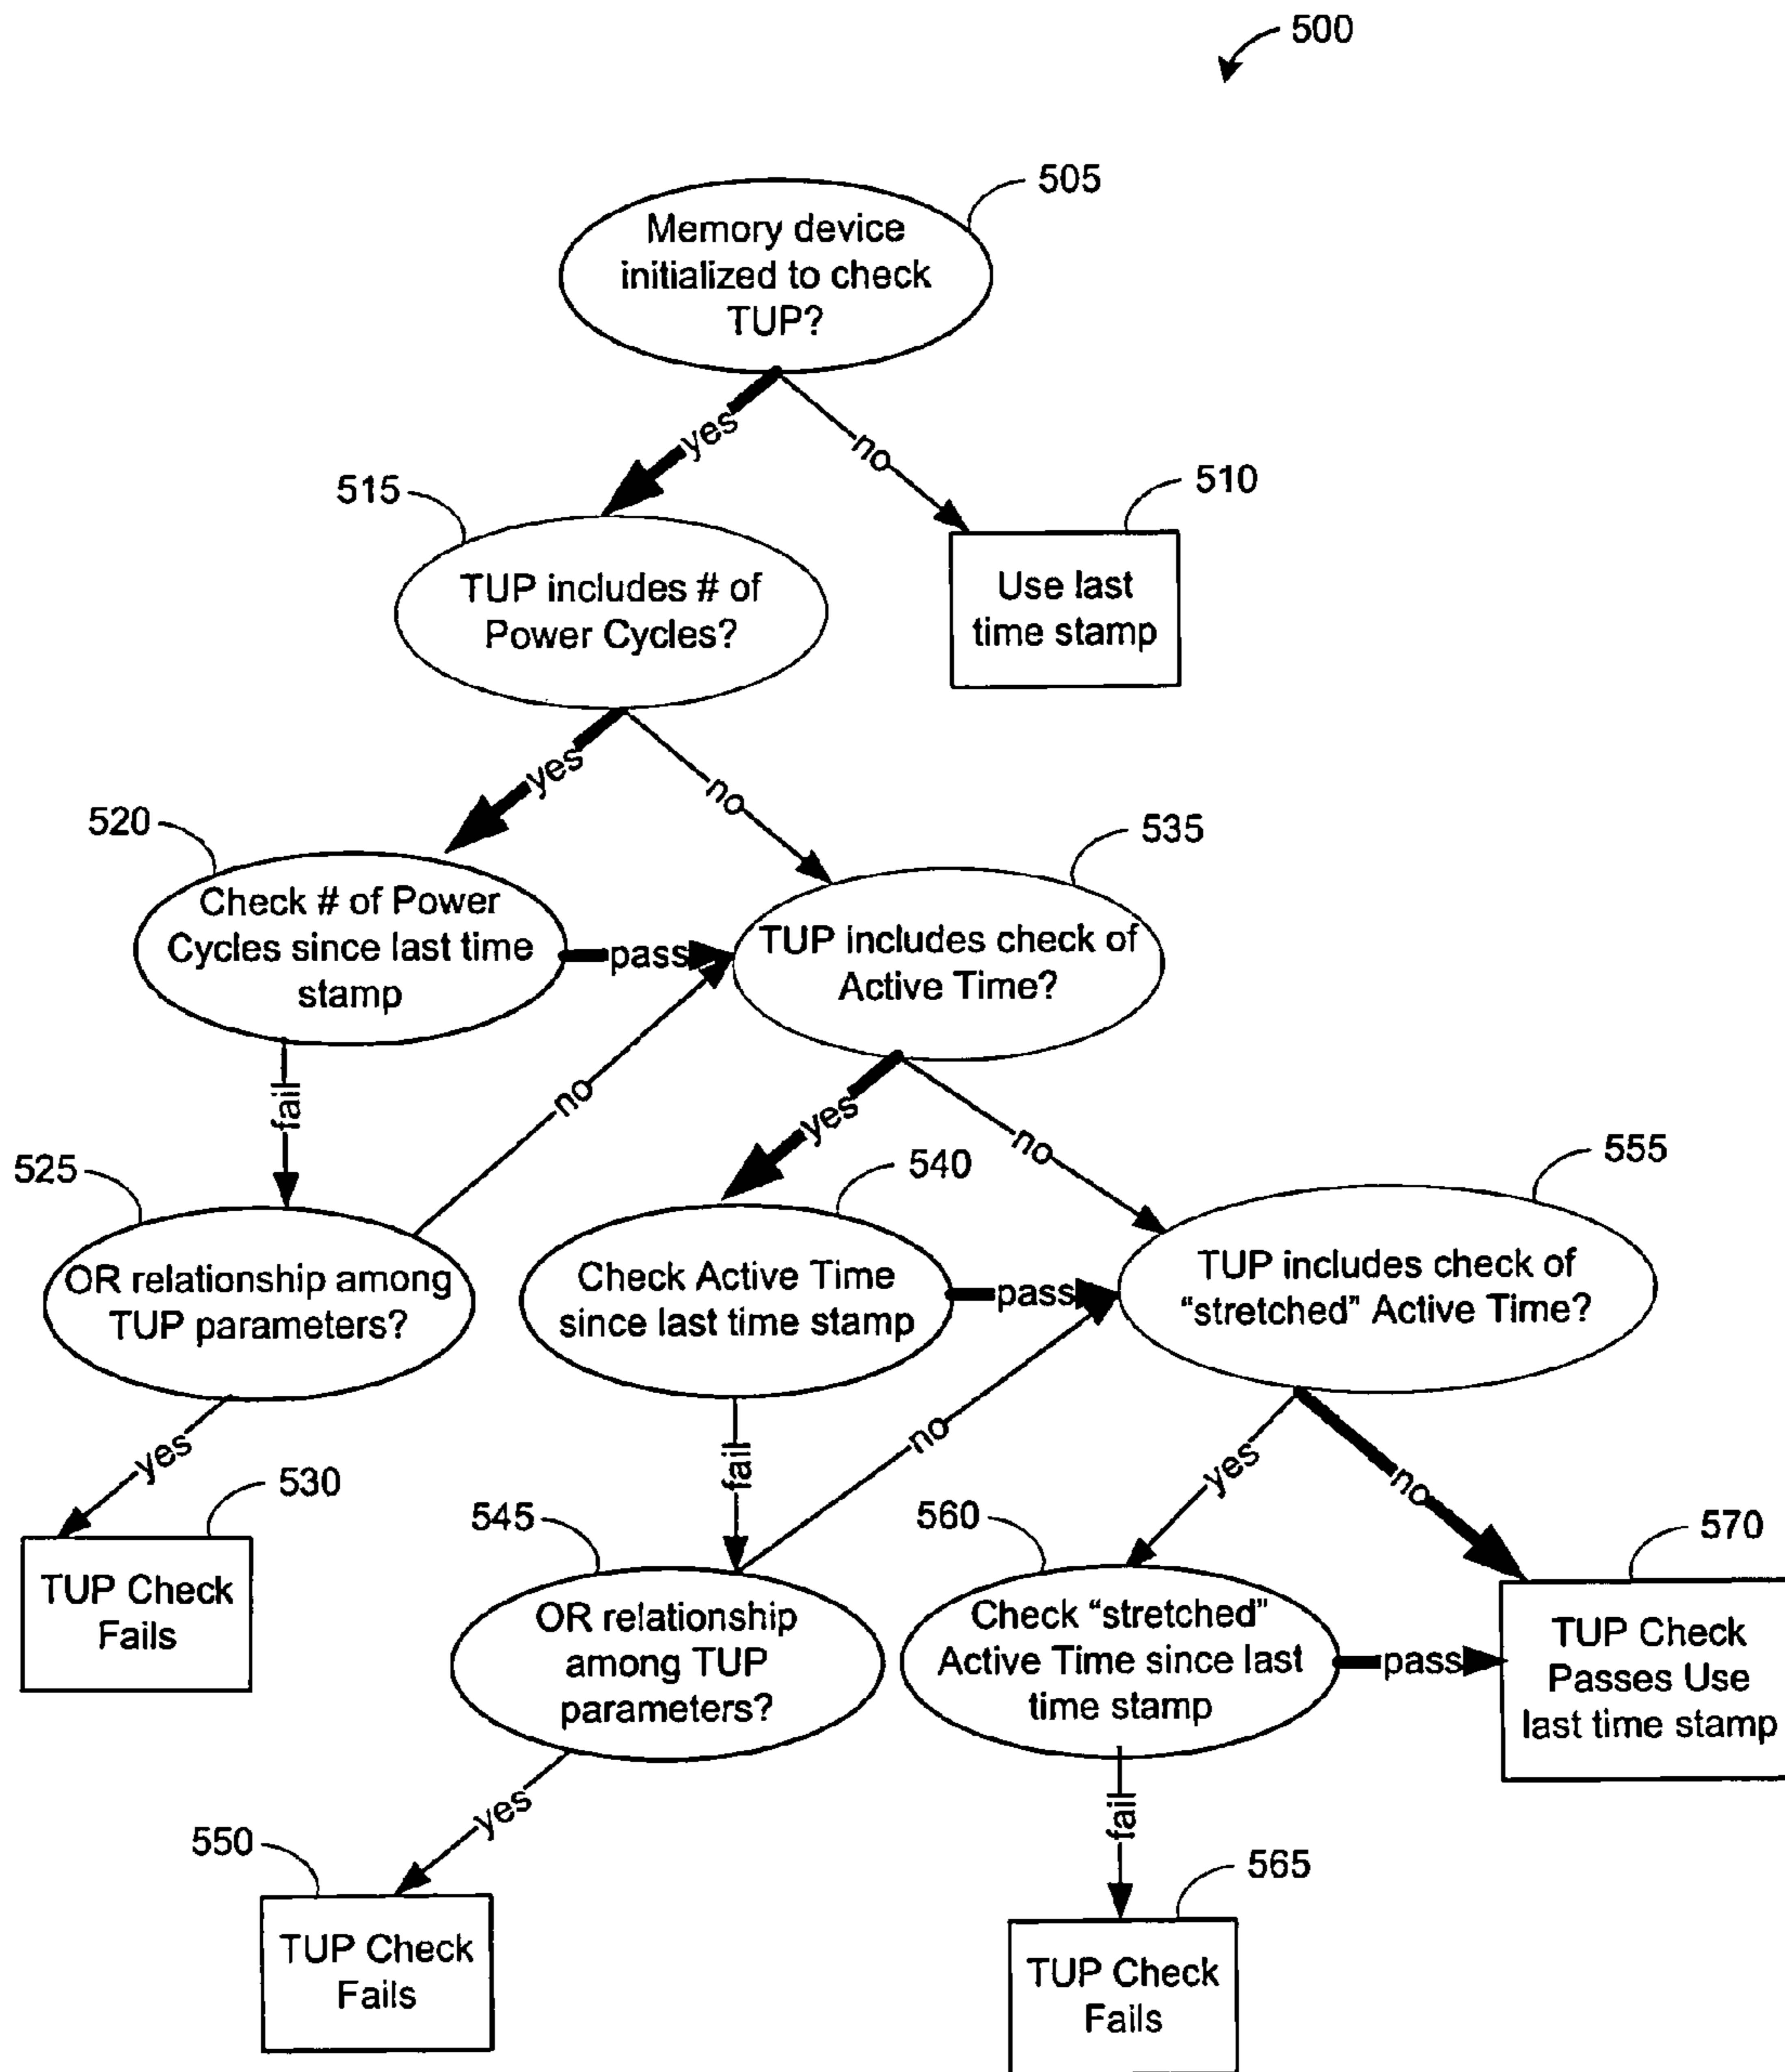 500
505
Memory device
initialized to check
TUP?
yes
no
515
510
TUP includes # of
Power Cycles?
Use last
time stamp
yes
no
520
535
Check # of Power
Cycles since last time
stamp
pass
TUP includes check of
Active Time?
fail
no
yes
no
525
540
555
OR relationship among
TUP parameters?
Check Active Time
since last time stamp
pass
TUP includes check of
“stretched” Active Time?
yes
fail
no
yes
no
530
545
560
570
TUP Check
Fails
OR relationship
among TUP
parameters?
Check “stretched”
Active Time since last
time stamp
pass
TUP Check
Passes Use
last time stamp
yes
fail
550
565
TUP Check
Fails
TUP Check
Fails